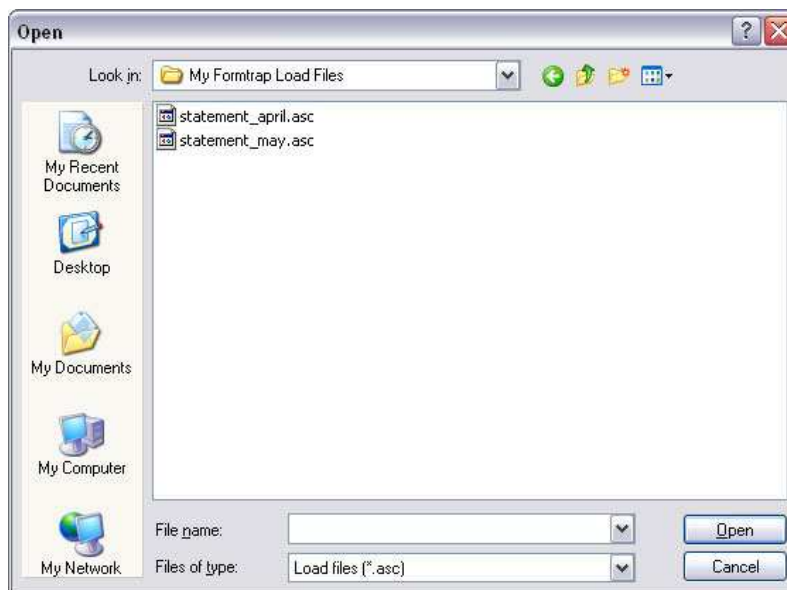 Open
Look in: My Formtrap Load Files
statement_april.asc
statement_may.asc
My Recent
Documents
Desktop
My Documents
My Computer
My Network
File name:
Open
Files of type: Load files (*.asc)
Cancel